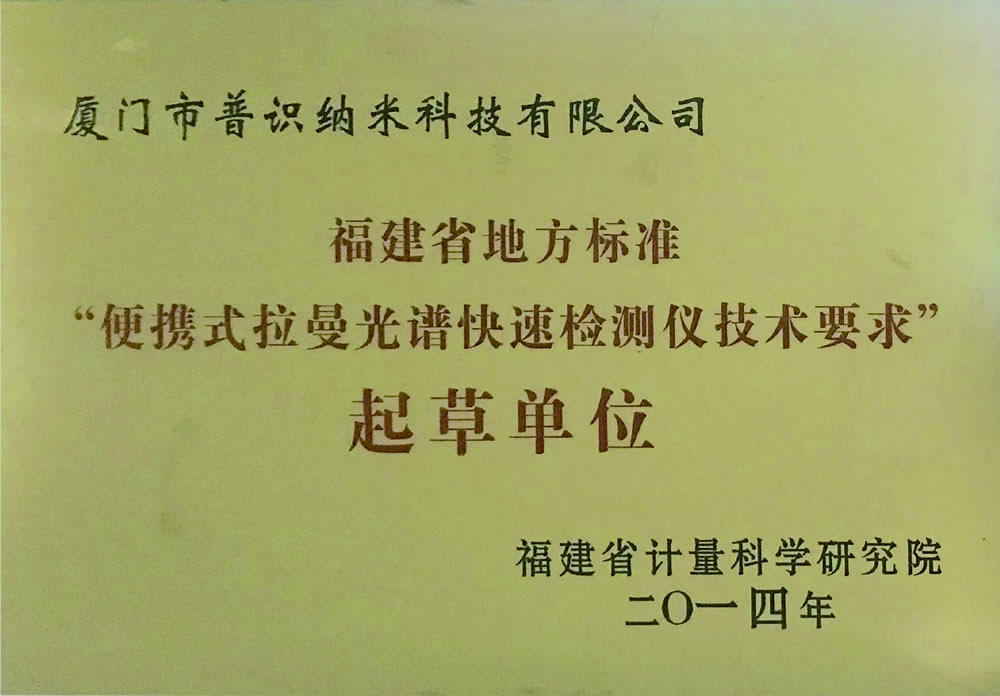 厦门市普识纳米科技有限公司
福建省地方标准
“便携式拉曼光谱快速检测仪技术要求”
起草单位
福建省计量科学研究院
二〇一四年